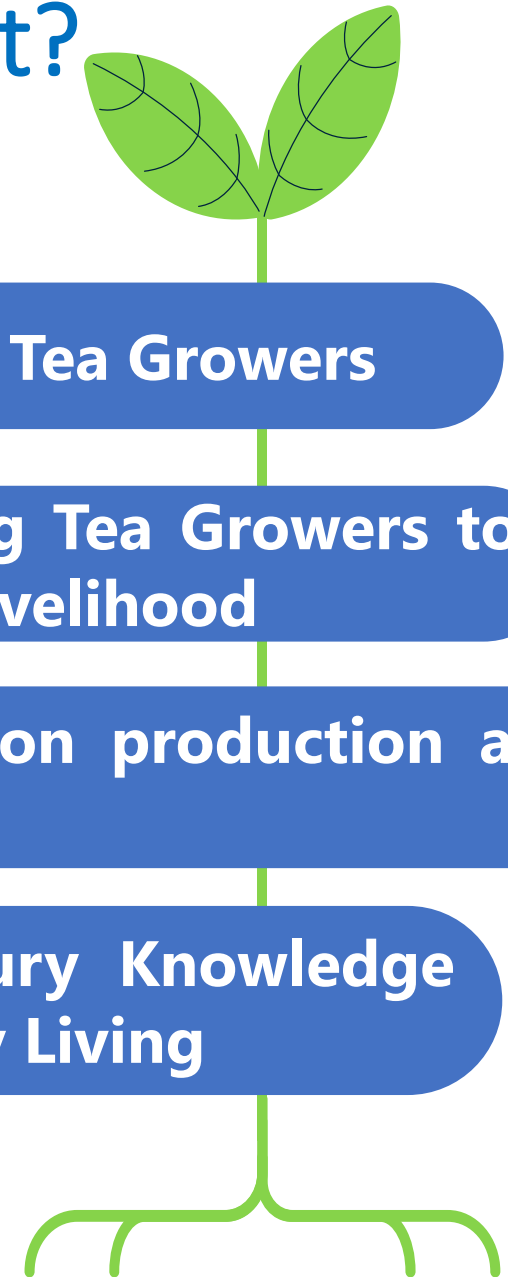 t?
Tea Growers
g Tea Growers to
velihood
on production a
ury Knowledge
y Living